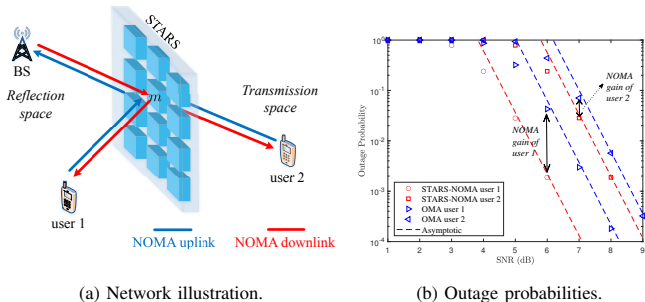 STARS
BS
Reflection
space
m
Transmission
space
user 1
user 2
NOMA uplink
NOMA downlink
(a) Network illustration.
10^0
10^-1
10^-2
10^-3
10^-4
Outage Probability
NOMA
gain of
user 2
NOMA
gain of
user 1
STARS-NOMA user 1
STARS-NOMA user 2
OMA user 1
OMA user 2
Asymptotic
1 2 3 4 5 6 7 8 9
SNR (dB)
(b) Outage probabilities.